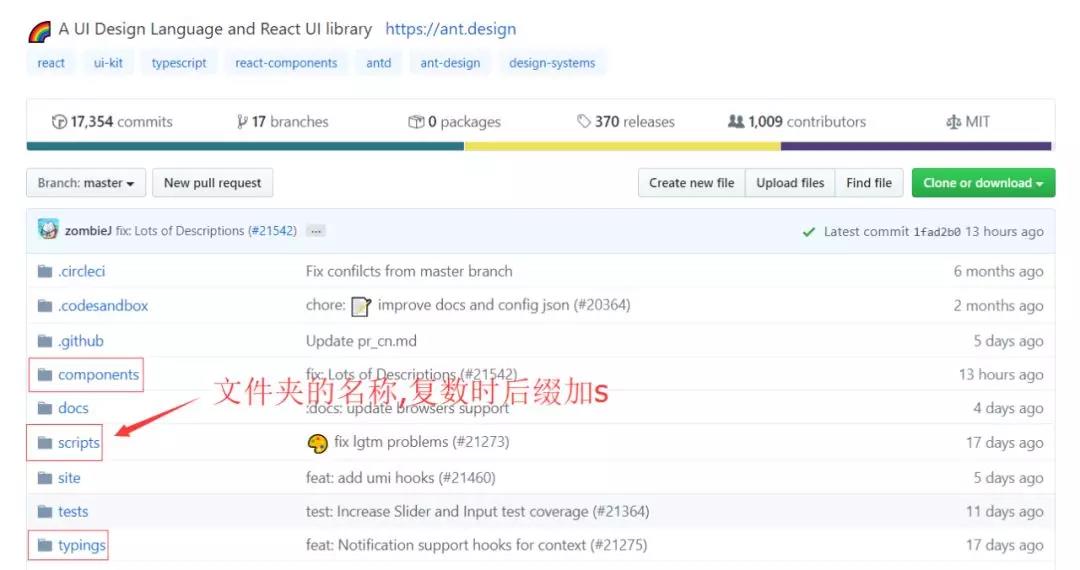 A UI Design Language and React UI library https://ant.design
react ui-kit typescript react-components antd ant-design design-systems
17,354 commits 17 branches 0 packages 370 releases 1,009 contributors MIT
Branch: master New pull request Create new file Upload files Find file Clone or download
zombieJ fix: Lots of Descriptions (#21542) ... Latest commit 1fad2b0 13 hours ago
.circleci Fix confilcts from master branch 6 months ago
.codesandbox chore: improve docs and config json (#20364) 2 months ago
.github Update pr_cn.md 5 days ago
components fix: Lots of Descriptions (#21542) 13 hours ago
文件夹的名称,复数时后缀加s
docs :docs: update browsers support 4 days ago
scripts fix lgtm problems (#21273) 17 days ago
site feat: add umi hooks (#21460) 5 days ago
tests test: Increase Slider and Input test coverage (#21364) 11 days ago
typings feat: Notification support hooks for context (#21275) 17 days ago